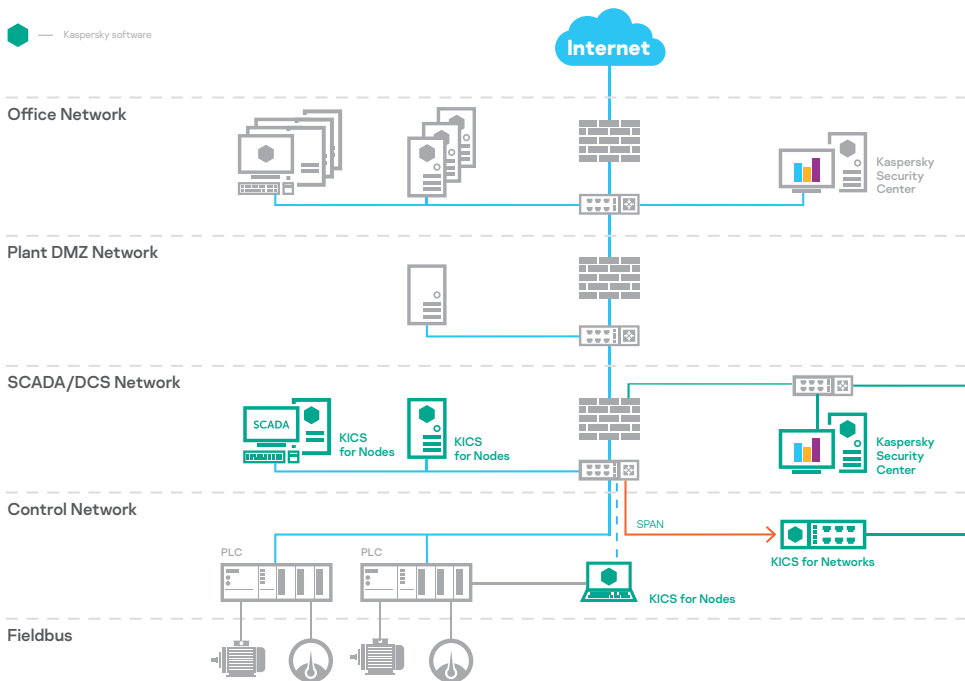 Kaspersky software
Internet
Office Network
Kaspersky
Security
Center
Plant DMZ Network
SCADA/DCS Network
SCADA
KICS
for Nodes
KICS
for Nodes
Kaspersky
Security
Center
Control Network
SPAN
PLC
PLC
KICS for Networks
KICS for Nodes
Fieldbus